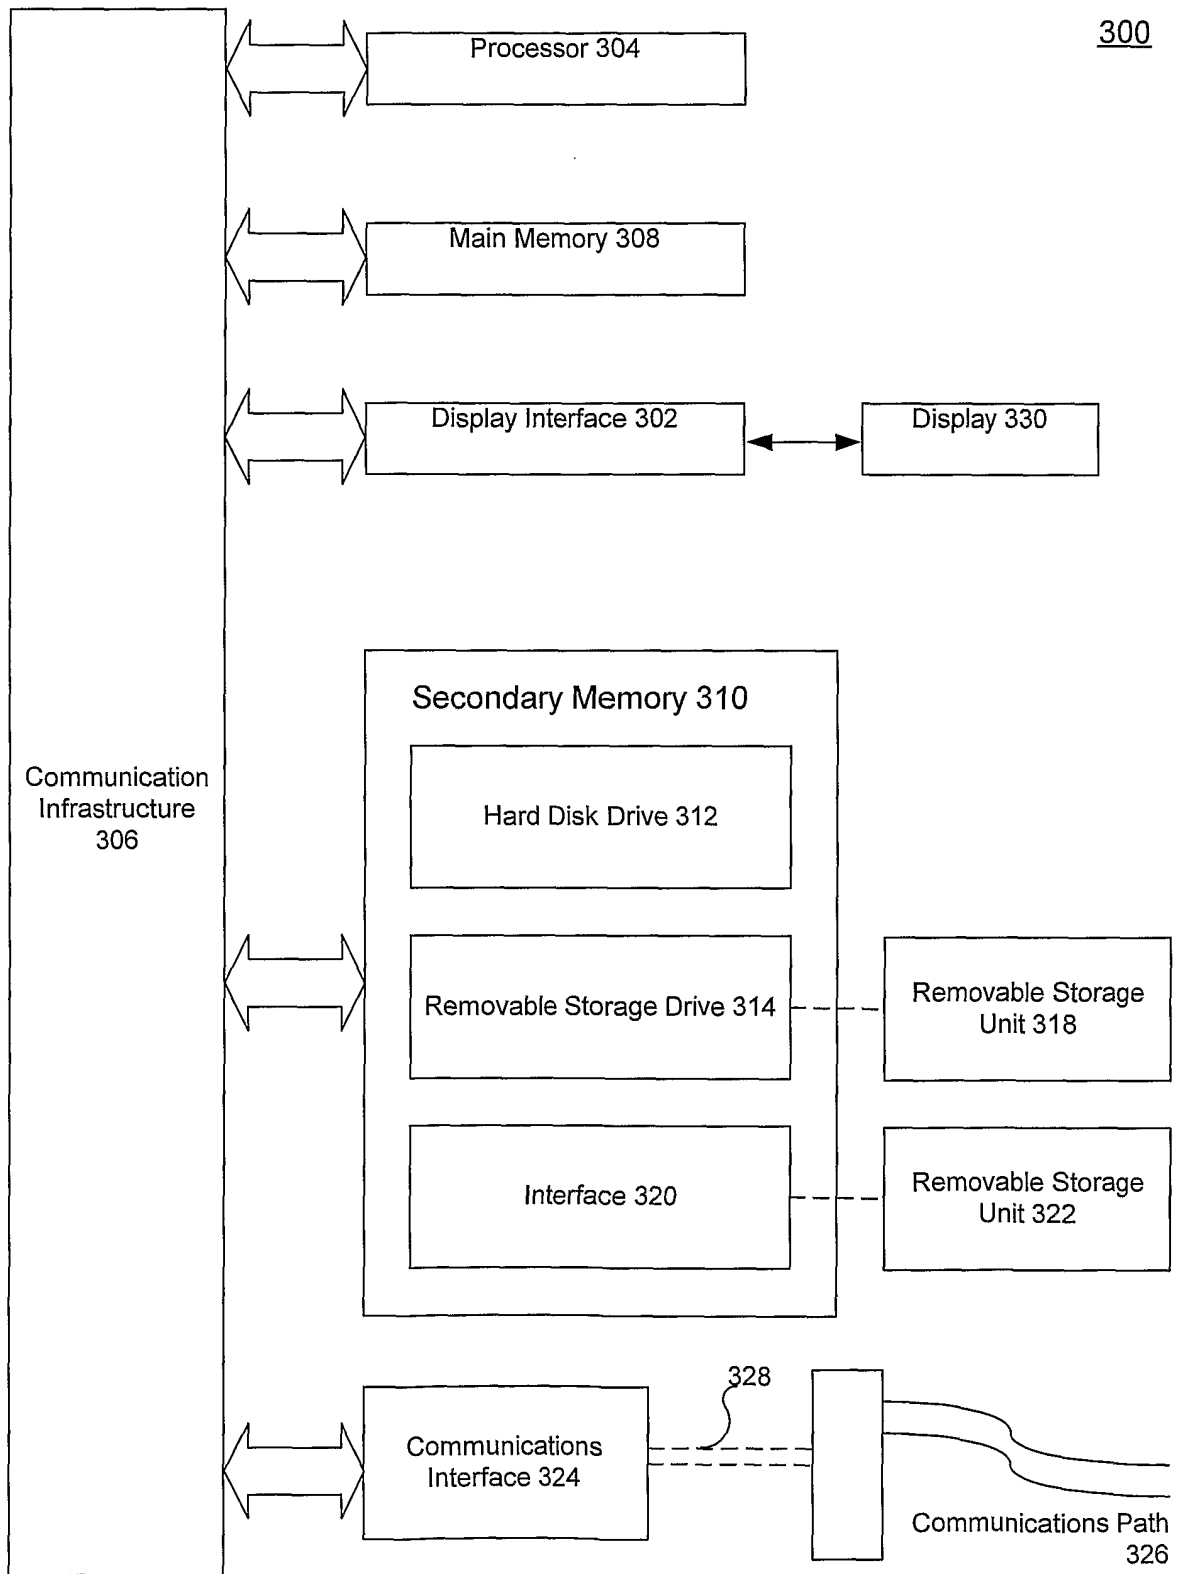 300
Processor 304
Main Memory 308
Display Interface 302
Display 330
Secondary Memory 310
Communication
Infrastructure
306
Hard Disk Drive 312
Removable Storage Drive 314
Removable Storage
Unit 318
Interface 320
Removable Storage
Unit 322
328
Communications
Interface 324
Communications Path
326